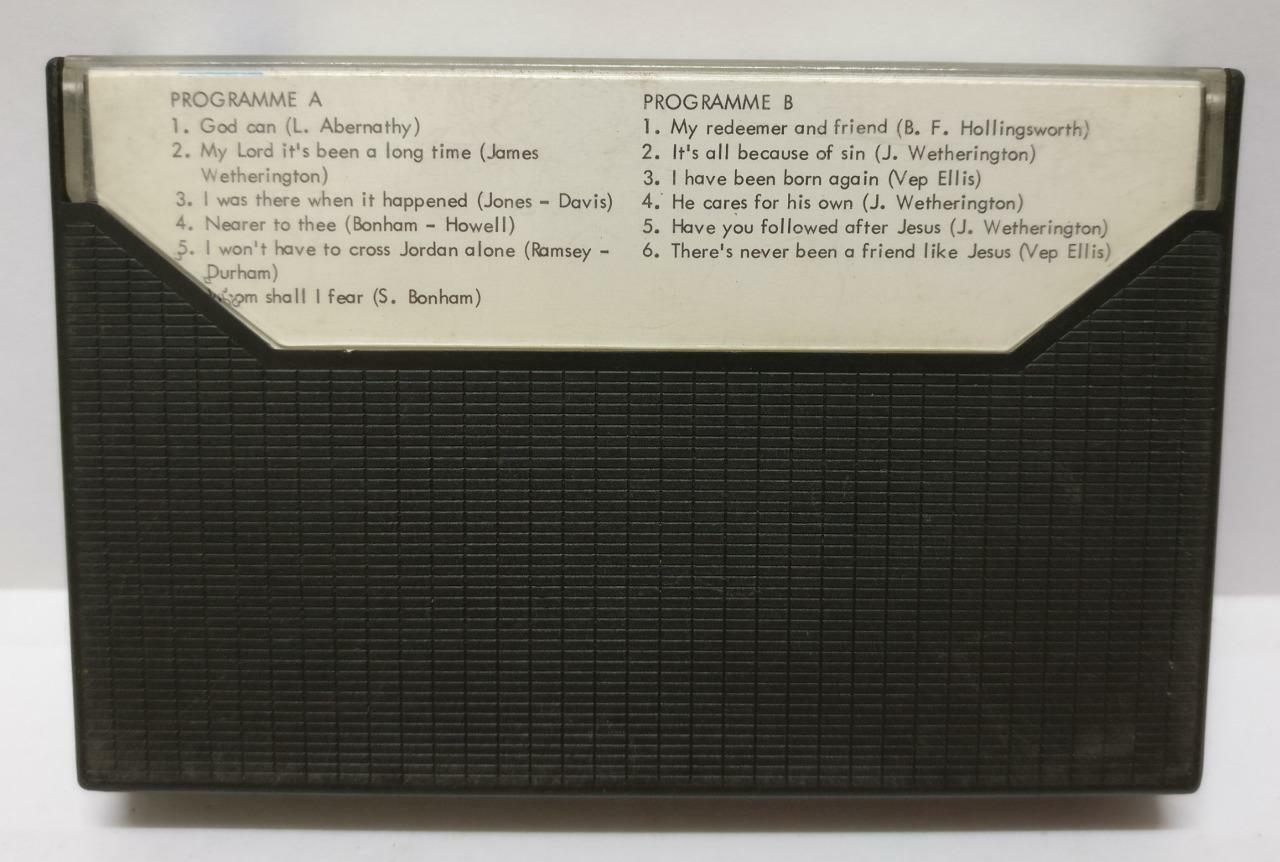 PROGRAMME A
1. God can (L. Abernathy)
2. My Lord it's been a long time (James
Wetherington)
3. I was there when it happened (Jones - Davis)
4. Nearer to thee (Bonham - Howell)
5. I won't have to cross Jordan alone (Ramsey -
Durham)
shall I fear (S. Bonham)
PROGRAMME B
1. My redeemer and friend (B. F. Hollingsworth)
2. It's all because of sin (J. Wetherington)
3. I have been born again (Vep Ellis)
4. He cares for his own (J. Wetherington)
5. Have you followed after Jesus (J. Wetherington)
6. There's never been a friend like Jesus (Vep Ellis)